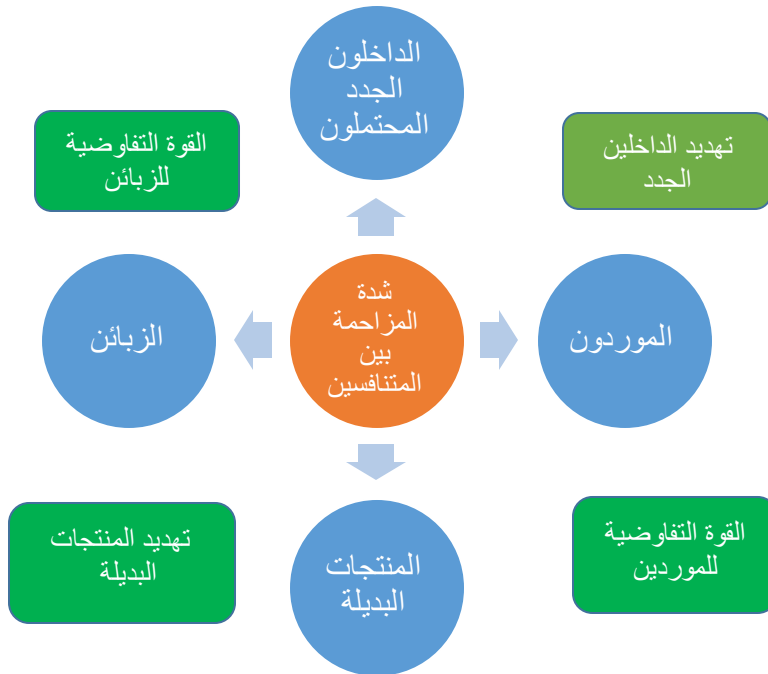 الداخلون
الجدد
المحتملون
تهديد الداخلين
الجدد
القوة التفاوضية
للزبائن
الموردون
شدة
المزاحمة
بين
المتنافسين
الزبائن
القوة التفاوضية
للموردين
المنتجات
البديلة
تهديد المنتجات
البديلة